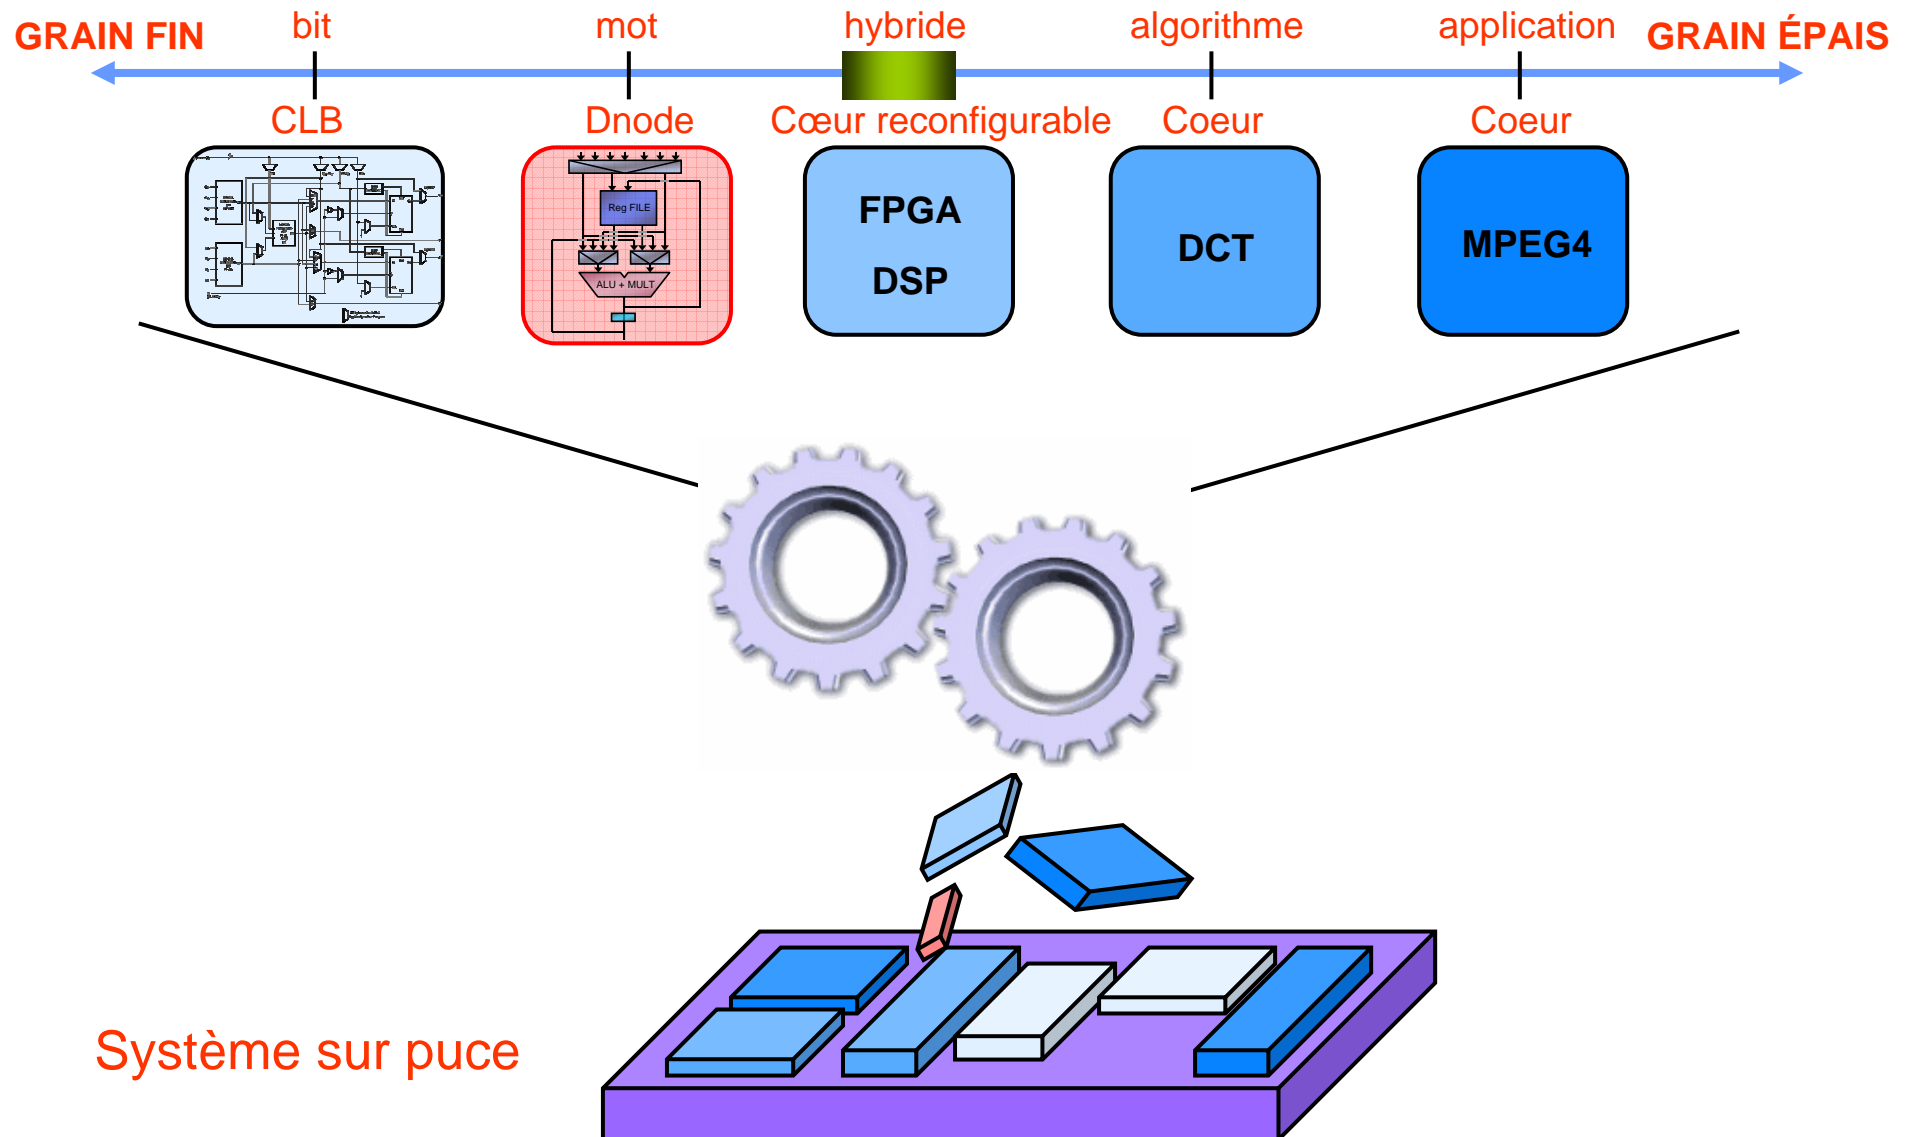 GRAIN FIN
bit
mot
hybride
algorithme
application
GRAIN ÉPAIS
CLB
Dnode
Cœur reconfigurable
Coeur
Coeur
Reg FILE
ALU + MULT
FPGA
DSP
DCT
MPEG4
Système sur puce